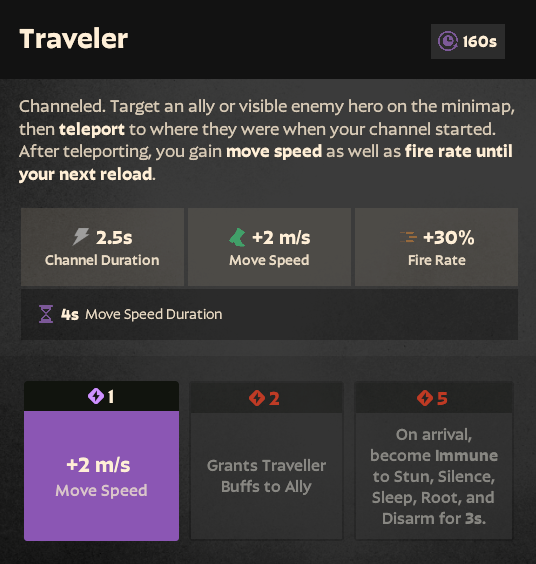 Traveler
160s
Channeled. Target an ally or visible enemy hero on the minimap,
then teleport to where they were when your channel started.
After teleporting, you gain move speed as well as fire rate until
your next reload.
2.5s
Channel Duration
+2 m/s
Move Speed
+30%
Fire Rate
4s Move Speed Duration
1
+2 m/s
Move Speed
2
Grants Traveller
Buffs to Ally
5
On arrival,
become Immune
to Stun, Silence,
Sleep, Root, and
Disarm for 3s.